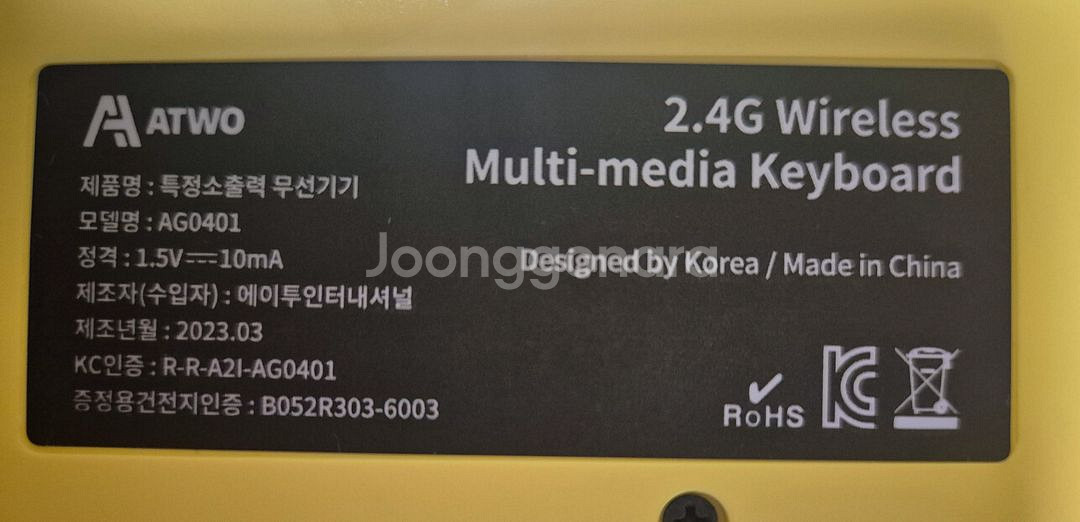 ATWO
2.4G Wireless
Multi-media Keyboard
제품명 : 특정소출력 무선기기
모델명 : AG0401
정격 : 1.5V⎓10mA
제조자(수입자) : 에이투인터내셔널
제조년월 : 2023.03
KC인증 : R-R-A2I-AG0401
증정용건전지인증 : B052R303-6003
Designed by Korea / Made in China
Joonggonara
RoHS